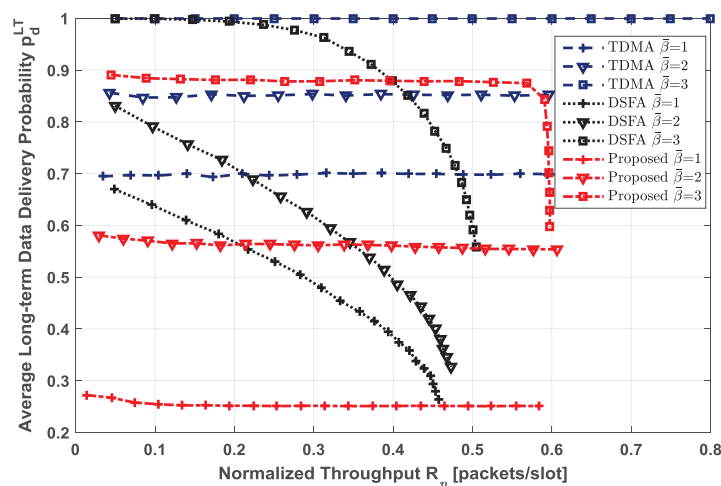 Average Long-term Data Delivery Probability p_d^LT
1
0.9
0.8
0.7
0.6
0.5
0.4
0.3
0.2
TDMA β̄=1
TDMA β̄=2
TDMA β̄=3
DSFA β̄=1
DSFA β̄=2
DSFA β̄=3
Proposed β̄=1
Proposed β̄=2
Proposed β̄=3
0 0.1 0.2 0.3 0.4 0.5 0.6 0.7 0.8
Normalized Throughput R_n [packets/slot]